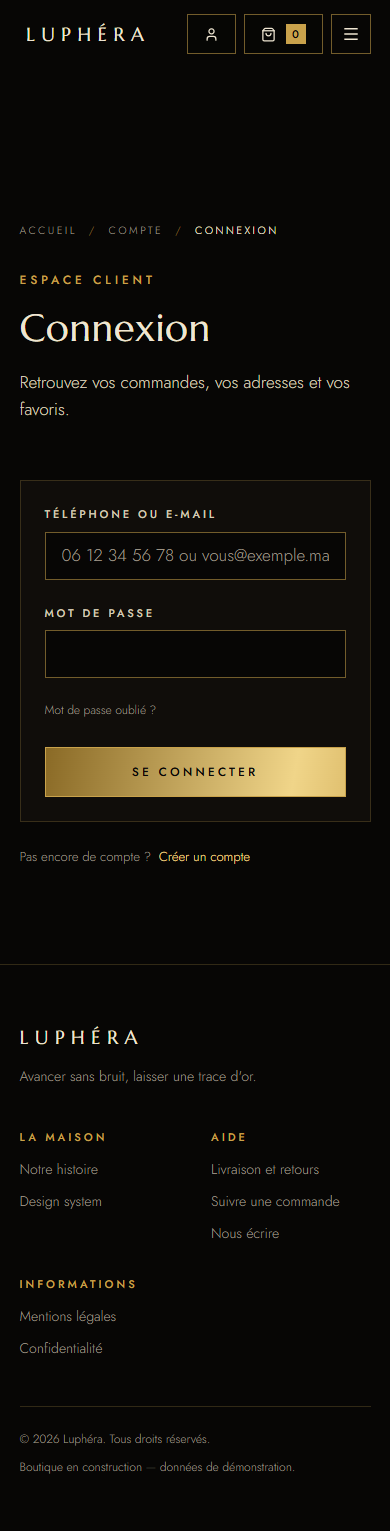 LUPHÉRA
0
ACCUEIL / COMPTE / CONNEXION
ESPACE CLIENT
Connexion
Retrouvez vos commandes, vos adresses et vos
favoris.
TÉLÉPHONE OU E-MAIL
06 12 34 56 78 ou vous@exemple.ma
MOT DE PASSE
Mot de passe oublié ?
SE CONNECTER
Pas encore de compte ? Créer un compte
LUPHÉRA
Avancer sans bruit, laisser une trace d'or.
LA MAISON
Notre histoire
Design system
AIDE
Livraison et retours
Suivre une commande
Nous écrire
INFORMATIONS
Mentions légales
Confidentialité
© 2026 Luphéra. Tous droits réservés.
Boutique en construction — données de démonstration.